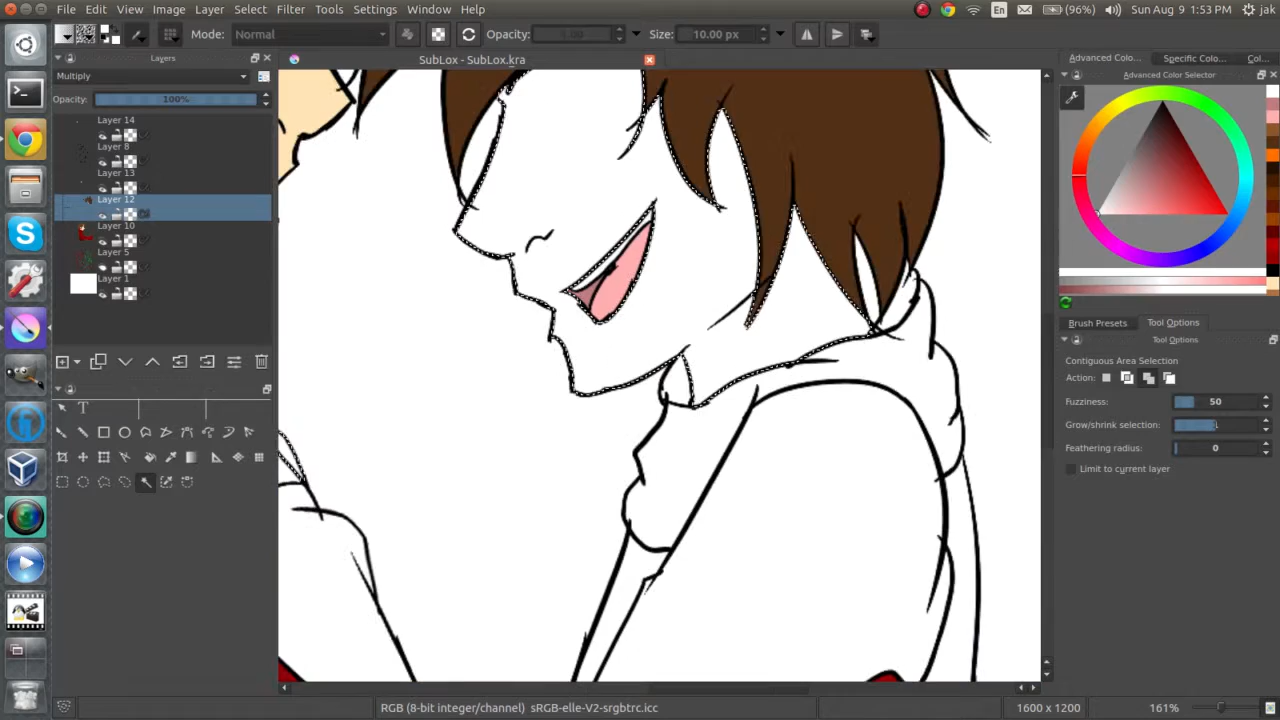 File Edit View Image Layer Select Filter Tools Settings Window Help
En (96%) Sun Aug 9 1:53 PM jak
Mode: Normal Opacity: Size: 10.00 px
Layers
SubLox - SubLox.kra
Advanced Colo... Specific Color... Col...
Multiply
Advanced Color Selector
Opacity: 100%
Layer 14
Layer 8
Layer 13
Layer 12
Layer 10
Layer 5
Layer 1
Brush Presets Tool Options
Tool Options
Contiguous Area Selection
Action:
Fuzziness: 50
Grow/shrink selection:
Feathering radius: 0
Limit to current layer
RGB (8-bit integer/channel) sRGB-elle-V2-srgbtrc.icc
1600 x 1200
161%